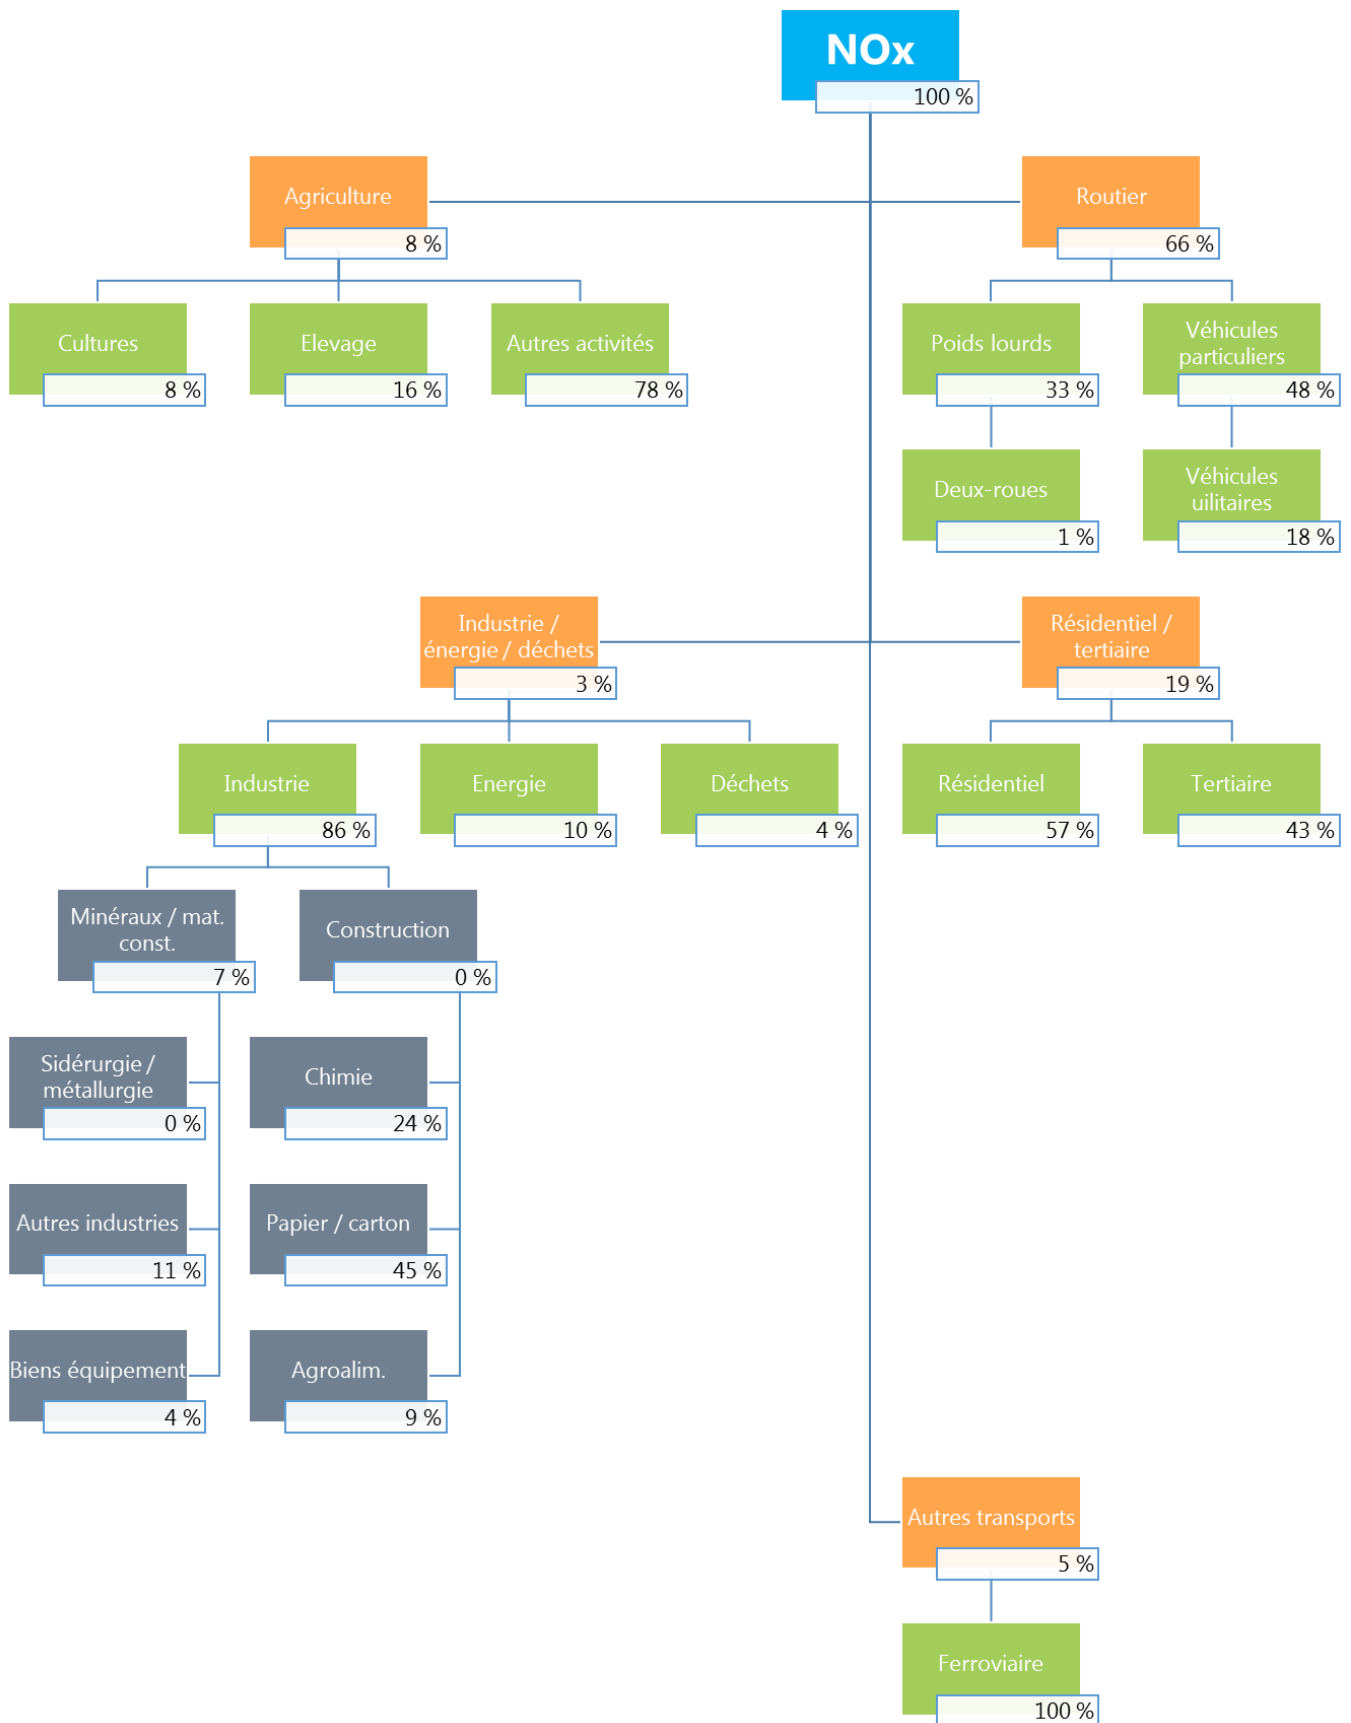 NOx
100 %
Agriculture
8 %
Routier
66 %
Cultures
8 %
Elevage
16 %
Autres activités
78 %
Poids lourds
33 %
Véhicules
particuliers
48 %
Deux-roues
1 %
Véhicules
uilitaires
18 %
Industrie /
énergie / déchets
3 %
Résidentiel /
tertiaire
19 %
Industrie
86 %
Energie
10 %
Déchets
4 %
Résidentiel
57 %
Tertiaire
43 %
Minéraux / mat.
const.
7 %
Construction
0 %
Sidérurgie /
métallurgie
0 %
Chimie
24 %
Autres industries
11 %
Papier / carton
45 %
Biens équipement
4 %
Agroalim.
9 %
Autres transports
5 %
Ferroviaire
100 %